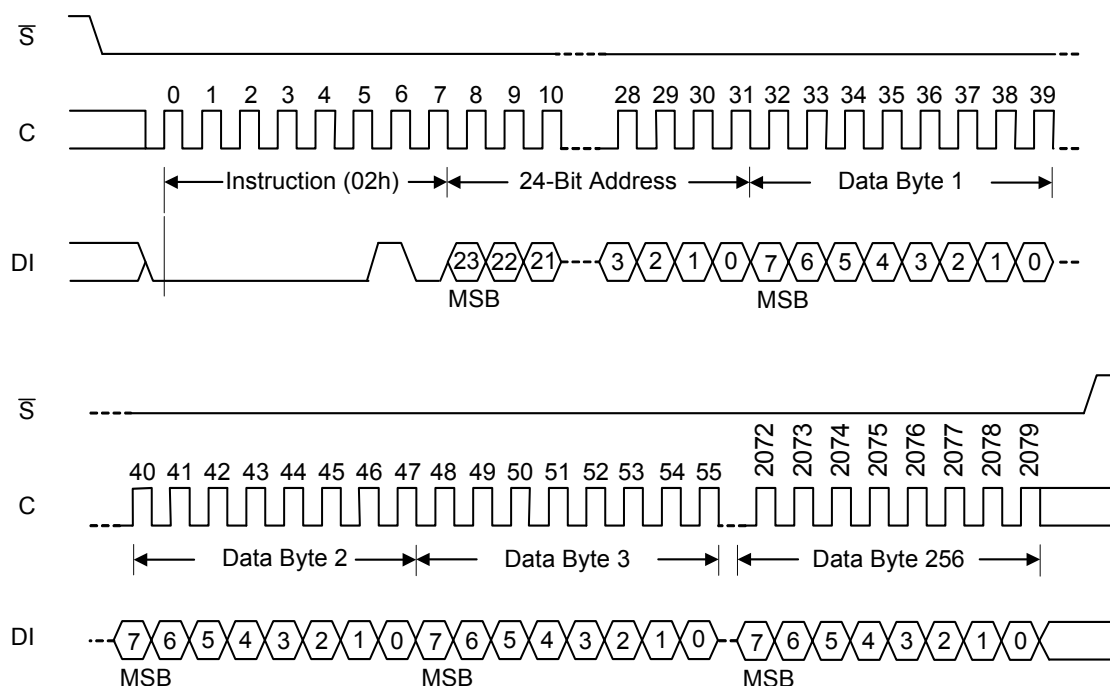 S̅
0 1 2 3 4 5 6 7 8 9 10 28 29 30 31 32 33 34 35 36 37 38 39
C
Instruction (02h) 24-Bit Address Data Byte 1
DI 23 22 21 3 2 1 0 7 6 5 4 3 2 1 0
MSB MSB
S̅
2072 2073 2074 2075 2076 2077 2078 2079
40 41 42 43 44 45 46 47 48 49 50 51 52 53 54 55
C
Data Byte 2 Data Byte 3 Data Byte 256
DI 7 6 5 4 3 2 1 0 7 6 5 4 3 2 1 0 7 6 5 4 3 2 1 0
MSB MSB MSB